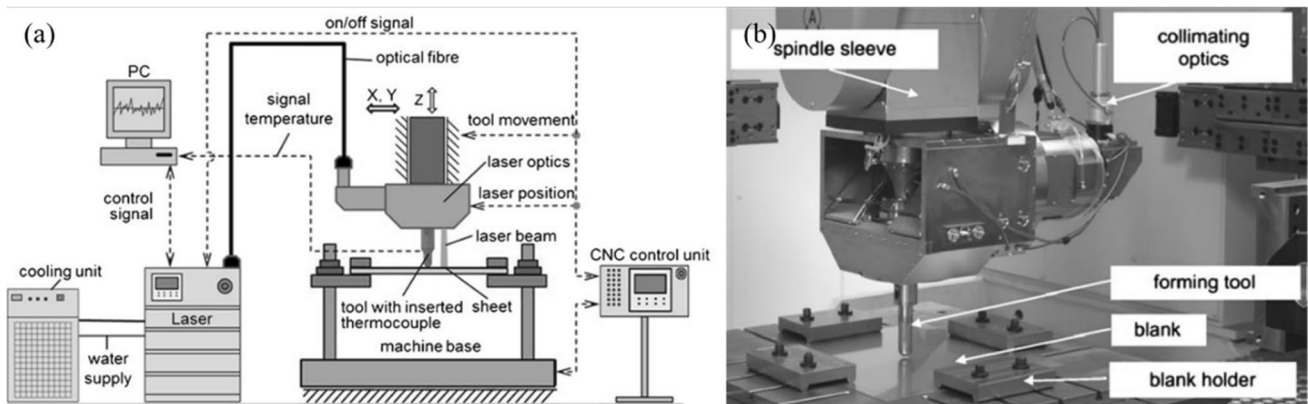 (a)
on/off signal
optical fibre
PC
signal
temperature
X, Y
Z
tool movement
laser optics
control
signal
laser position
laser beam
CNC control unit
cooling unit
Laser
tool with inserted
thermocouple
sheet
water
supply
machine base
(b)
A
spindle sleeve
collimating
optics
forming tool
blank
blank holder